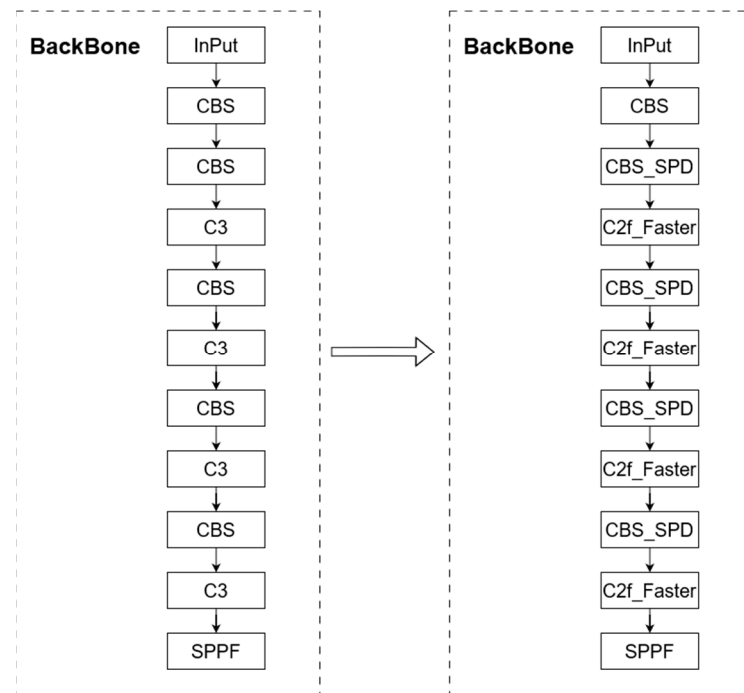 BackBone
InPut
CBS
CBS
C3
CBS
C3
CBS
C3
CBS
C3
SPPF
BackBone
InPut
CBS
CBS_SPD
C2f_Faster
CBS_SPD
C2f_Faster
CBS_SPD
C2f_Faster
CBS_SPD
C2f_Faster
SPPF